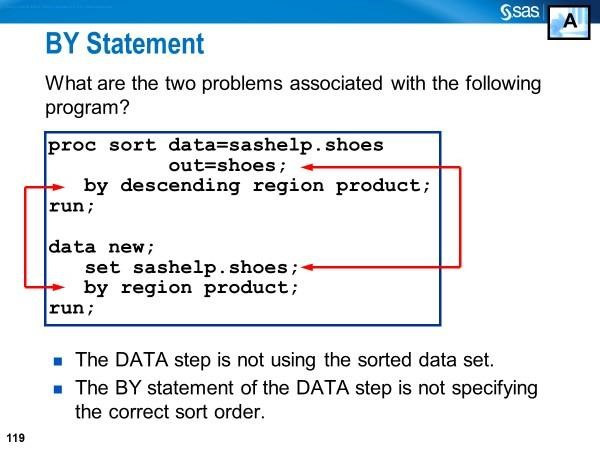 sas
A
BY Statement
What are the two problems associated with the following
program?
proc sort data=sashelp.shoes
out=shoes;
by descending region product;
run;
data new;
set sashelp.shoes;
by region product;
run;
The DATA step is not using the sorted data set.
The BY statement of the DATA step is not specifying
the correct sort order.
119